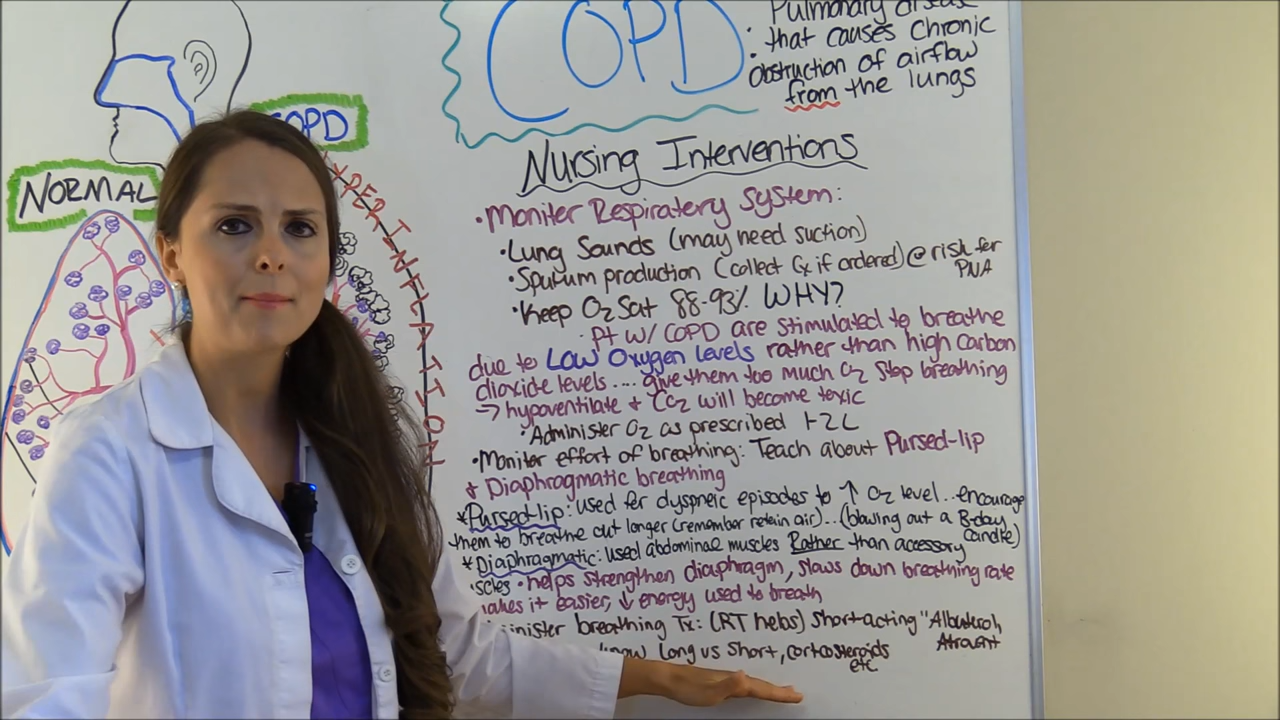 COPD
Pulmonary disease
· that causes Chronic
· obstruction of airflow
from the lungs
COPD
NORMAL
HYPERINFLATION
Nursing Interventions
· Moniter Respiratory System:
· Lung Sounds (may need suction)
· Sputum production (collect Cx if ordered) @ risk for
PNA
· Keep O2 Sat 88-93% WHY?
· Pt w/ COPD are stimulated to breathe
due to Low Oxygen levels rather than high carbon
dioxide levels.... give them too much O2 stop breathing
→ hypoventilate + CO2 will become toxic
· Administer O2 as prescribed 1-2L
· Monitor effort of breathing: Teach about Pursed-lip
+ Diaphragmatic breathing
*Pursed-lip: used for dyspneic episodes to ↑ O2 level...encourage
them to breathe out longer (remember retain air)...(blowing out a B-day
candle)
*Diaphragmatic: used abdominal muscles Rather than accessory
scles · helps strengthen diaphragm, slows down breathing rate
akes it easier, ↓ energy used to breath
inister breathing Tx: (RT helps) short acting "Albuterol,
Atrovent
know Long vs Short, corticosteroids
etc